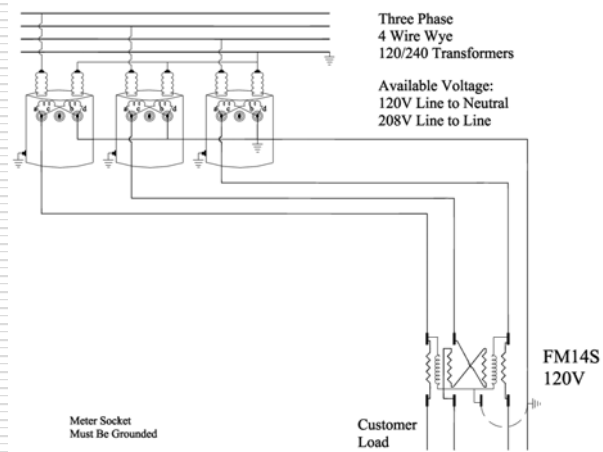 Three Phase
4 Wire Wye
120/240 Transformers
Available Voltage:
120V Line to Neutral
208V Line to Line
FM14S
120V
Meter Socket
Must Be Grounded
Customer
Load